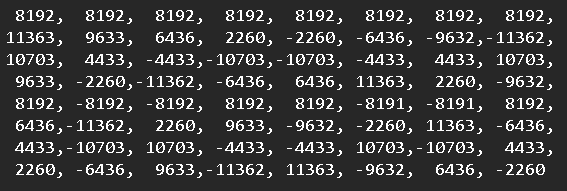 8192, 8192, 8192, 8192, 8192, 8192, 8192, 8192,
11363, 9633, 6436, 2260, -2260, -6436, -9632,-11362,
10703, 4433, -4433,-10703,-10703, -4433, 4433, 10703,
9633, -2260,-11362, -6436, 6436, 11363, 2260, -9632,
8192, -8192, -8192, 8192, 8192, -8191, -8191, 8192,
6436,-11362, 2260, 9633, -9632, -2260, 11363, -6436,
4433,-10703, 10703, -4433, -4433, 10703,-10703, 4433,
2260, -6436, 9633,-11362, 11363, -9632, 6436, -2260